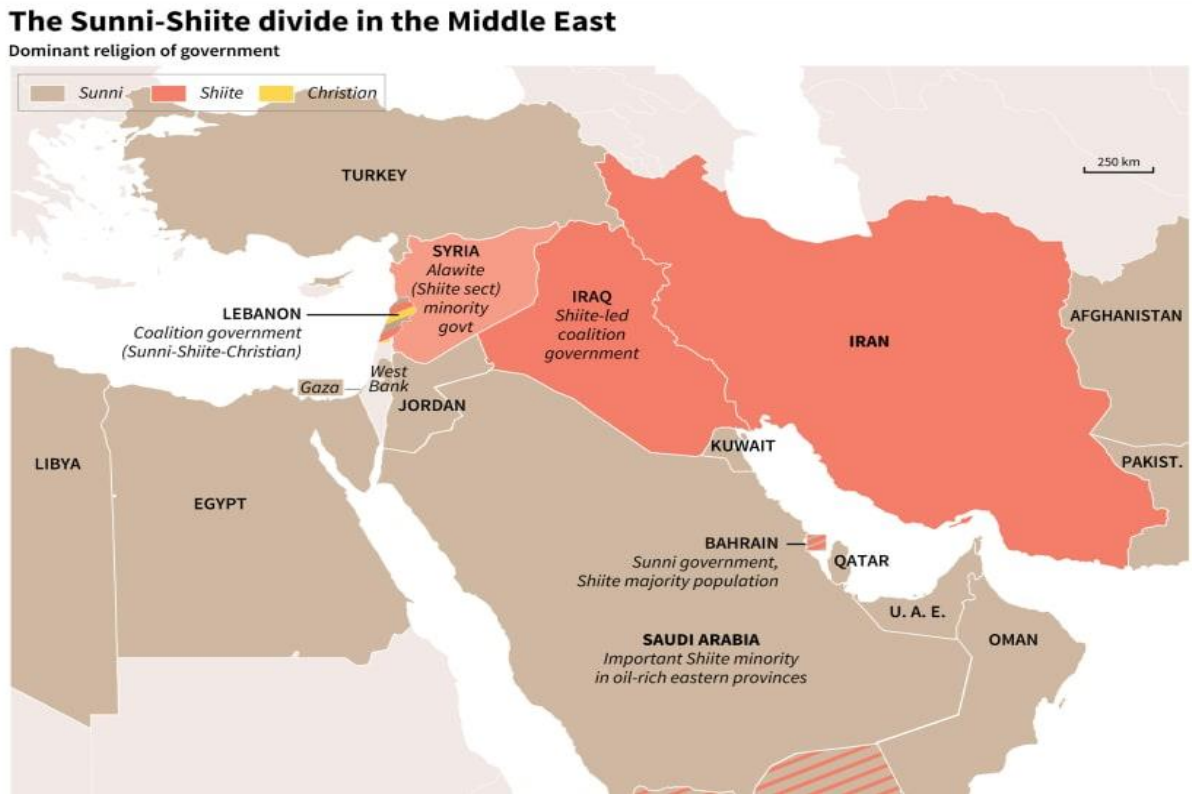 The Sunni-Shiite divide in the Middle East
Dominant religion of government
Sunni
Shiite
Christian
250 km
TURKEY
SYRIA
Alawite
(Shiite sect)
minority
govt
LEBANON
Coalition government
(Sunni-Shiite-Christian)
IRAQ
Shiite-led
coalition
government
IRAN
AFGHANISTAN
West
Bank
Gaza
JORDAN
KUWAIT
LIBYA
EGYPT
PAKIST.
BAHRAIN
Sunni government,
Shiite majority population
QATAR
U. A. E.
SAUDI ARABIA
Important Shiite minority
in oil-rich eastern provinces
OMAN